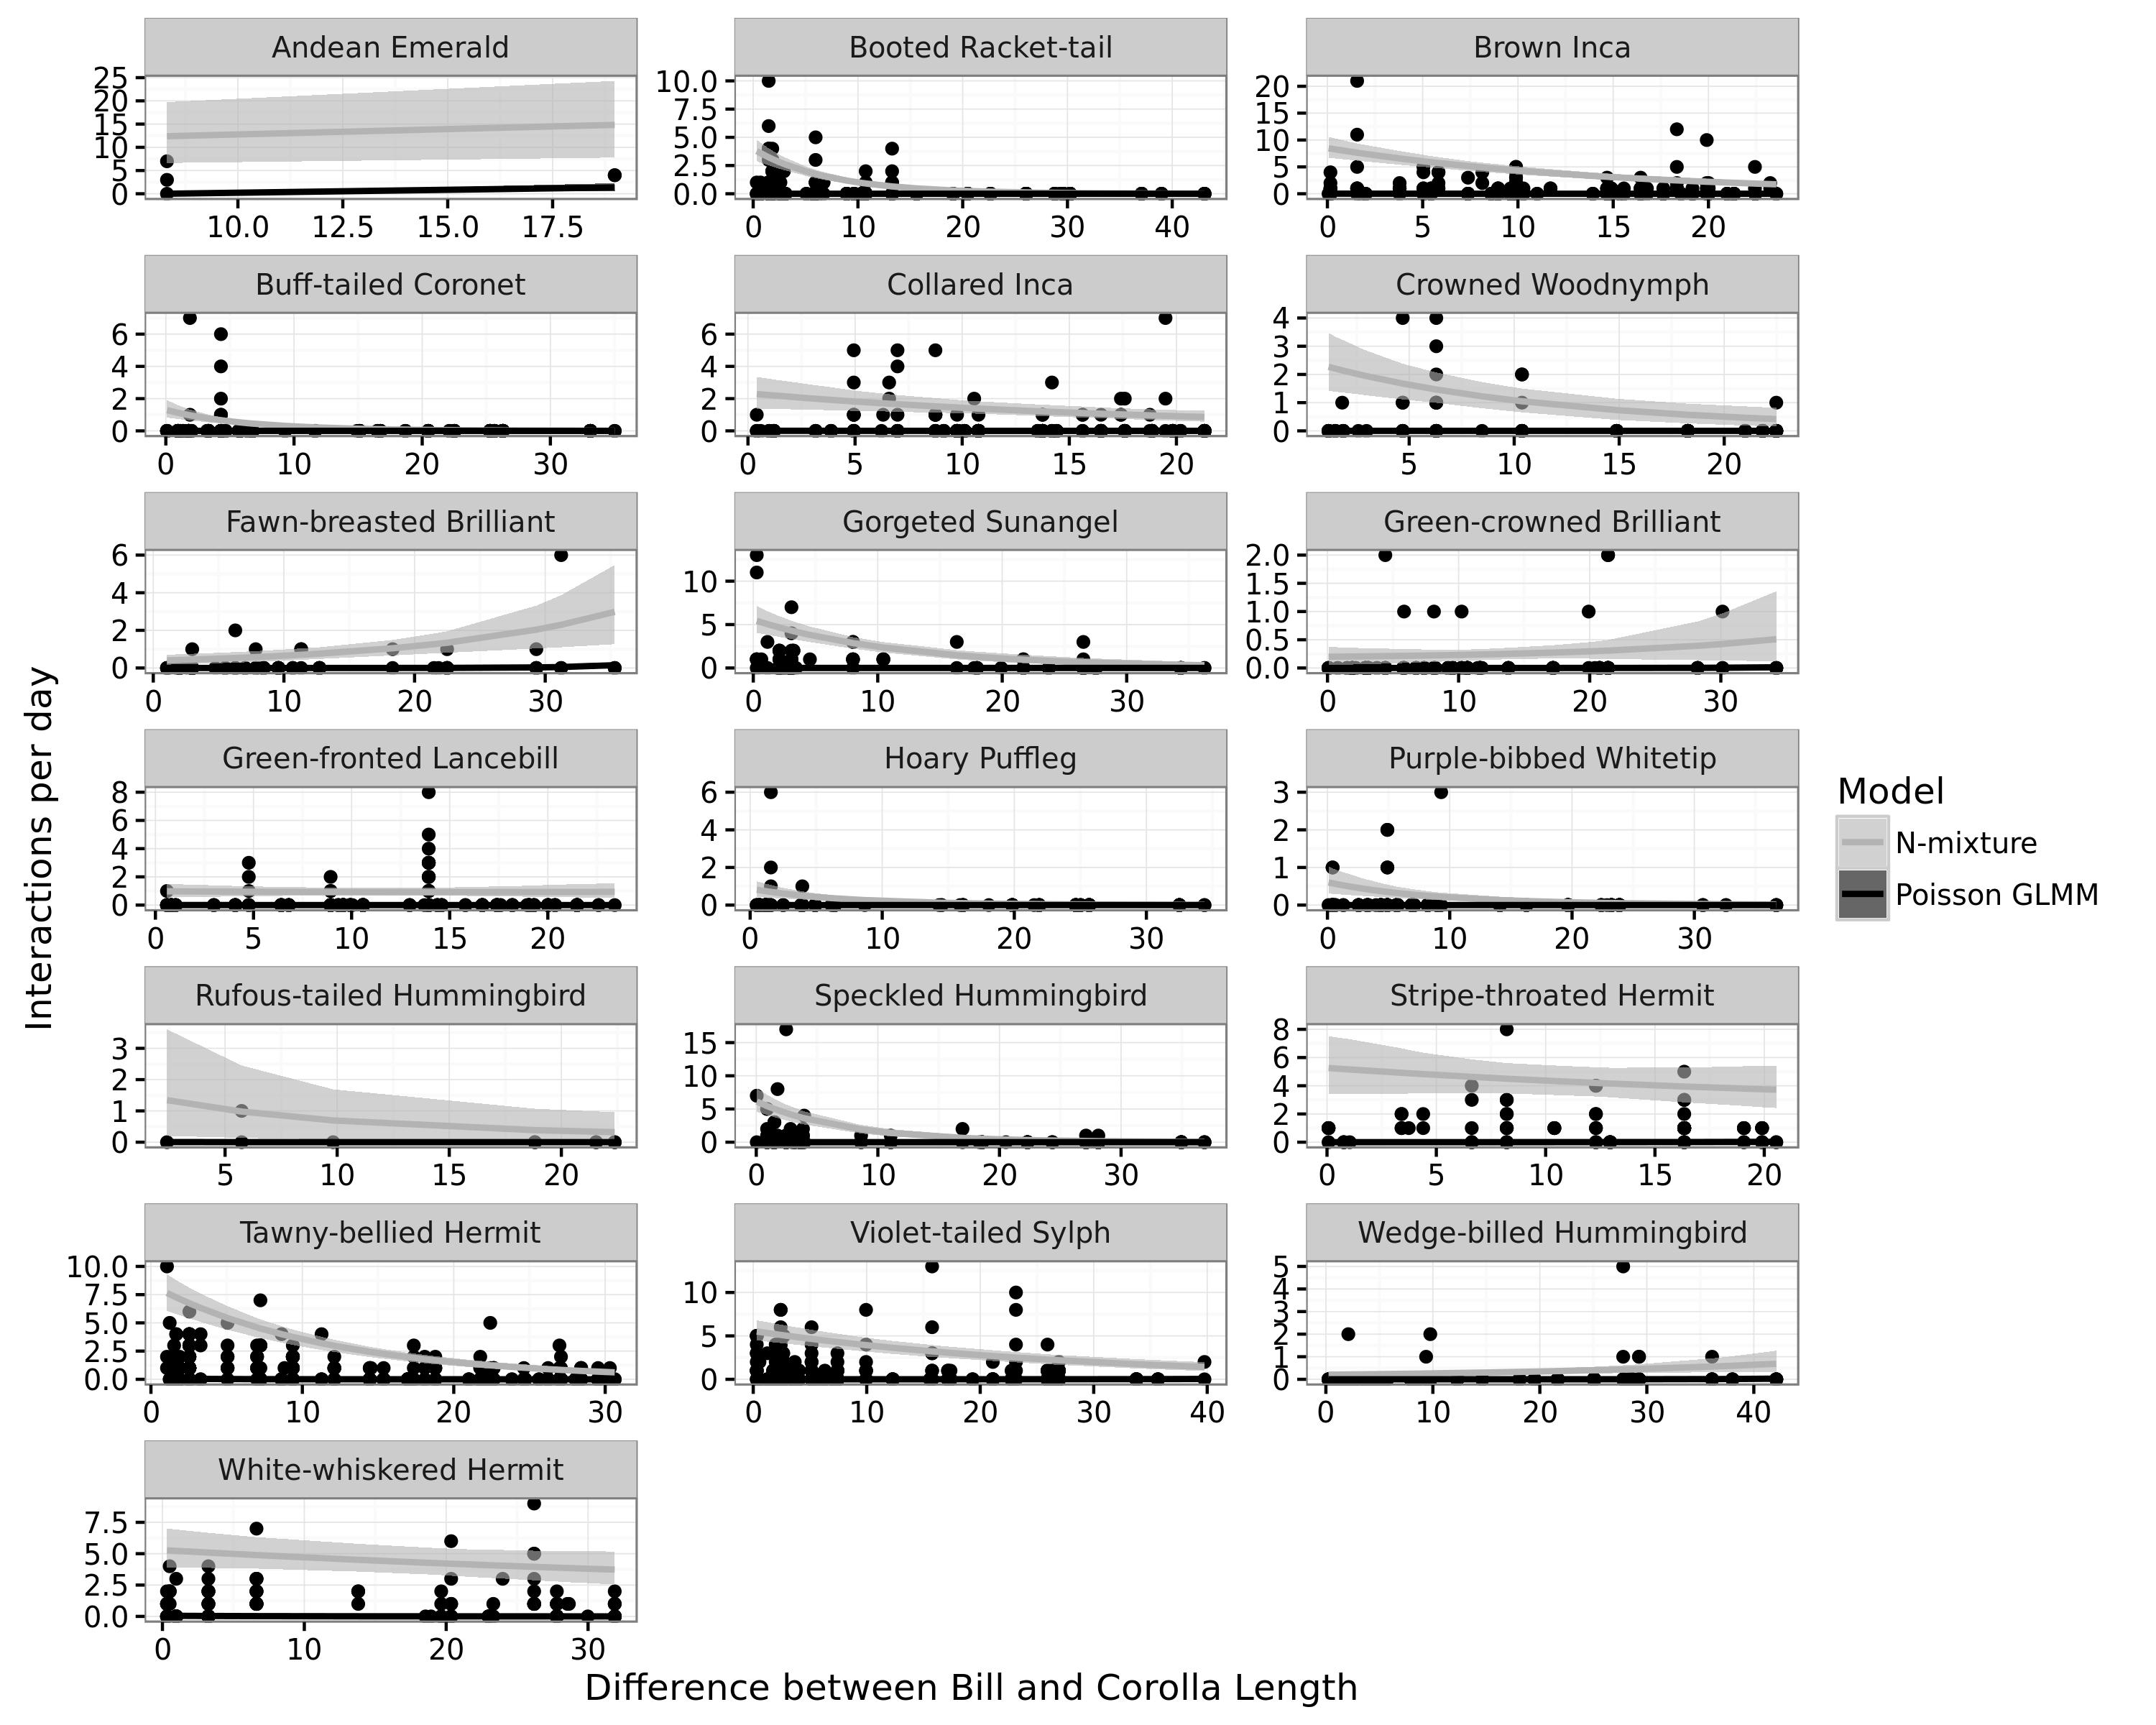 Andean Emerald
25
20
15
10
5
0
10.0 12.5 15.0 17.5
Booted Racket-tail
10.0
7.5
5.0
2.5
0.0
0 10 20 30 40
Brown Inca
20
15
10
5
0
0 5 10 15 20
Buff-tailed Coronet
6
4
2
0
0 10 20 30
Collared Inca
6
4
2
0
0 5 10 15 20
Crowned Woodnymph
4
3
2
1
0
5 10 15 20
Fawn-breasted Brilliant
6
4
2
0
0 10 20 30
Gorgeted Sunangel
10
5
0
0 10 20 30
Green-crowned Brilliant
2.0
1.5
1.0
0.5
0.0
0 10 20 30
Green-fronted Lancebill
8
6
4
2
0
0 5 10 15 20
Hoary Puffleg
6
4
2
0
0 10 20 30
Purple-bibbed Whitetip
3
2
1
0
0 10 20 30
Rufous-tailed Hummingbird
3
2
1
0
5 10 15 20
Speckled Hummingbird
15
10
5
0
0 10 20 30
Stripe-throated Hermit
8
6
4
2
0
0 5 10 15 20
Tawny-bellied Hermit
10.0
7.5
5.0
2.5
0.0
0 10 20 30
Violet-tailed Sylph
10
5
0
0 10 20 30 40
Wedge-billed Hummingbird
5
4
3
2
1
0
0 10 20 30 40
White-whiskered Hermit
7.5
5.0
2.5
0.0
0 10 20 30
Interactions per day
Difference between Bill and Corolla Length
Model
N-mixture
Poisson GLMM